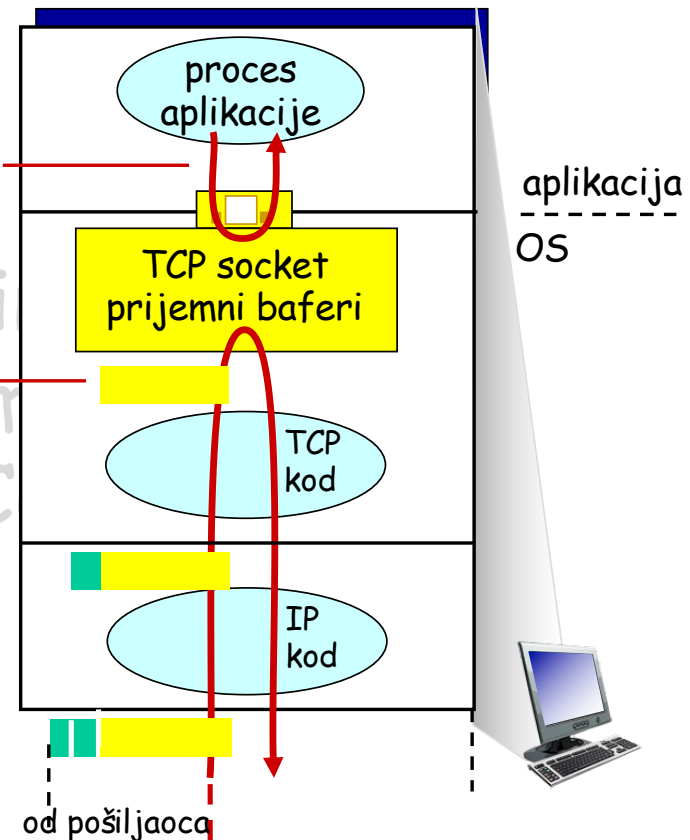 proces
aplikacije
aplikacija
OS
TCP socket
prijemni baferi
TCP
kod
IP
kod
od pošiljaoca